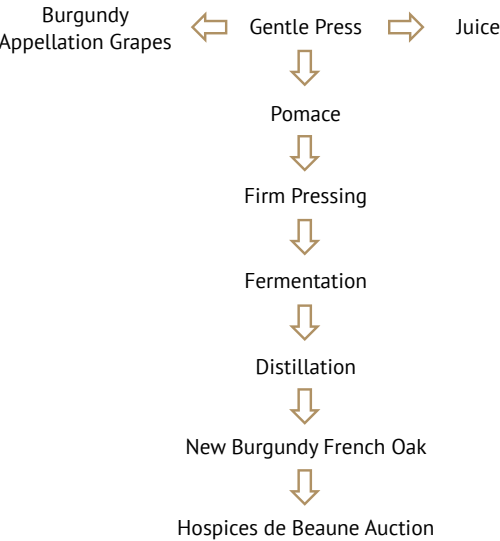 Burgundy
Appellation Grapes
Gentle Press
Juice
Pomace
Firm Pressing
Fermentation
Distillation
New Burgundy French Oak
Hospices de Beaune Auction